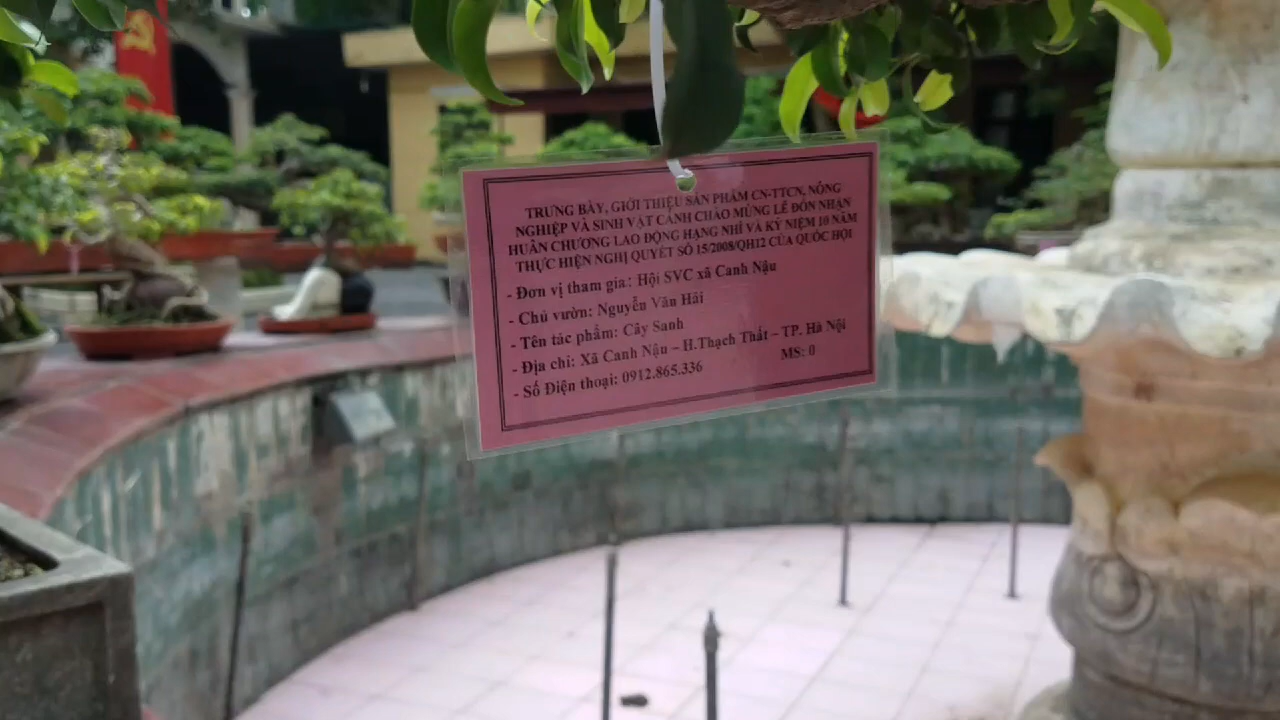 TRƯNG BÀY, GIỚI THIỆU SẢN PHẨM CN-TTCN, NÔNG
NGHIỆP VÀ SINH VẬT CẢNH CHÀO MỪNG LỄ ĐÓN NHẬN
HUÂN CHƯƠNG LAO ĐỘNG HẠNG NHÌ VÀ KỶ NIỆM 10 NĂM
THỰC HIỆN NGHỊ QUYẾT SỐ 15/2008/QH12 CỦA QUỐC HỘI
- Đơn vị tham gia: Hội SVC xã Canh Nậu
- Chủ vườn: Nguyễn Văn Hải
- Tên tác phẩm: Cây Sanh
- Địa chỉ: Xã Canh Nậu – H.Thạch Thất – TP. Hà Nội
- Số Điện thoại: 0912.865.336 MS: 0